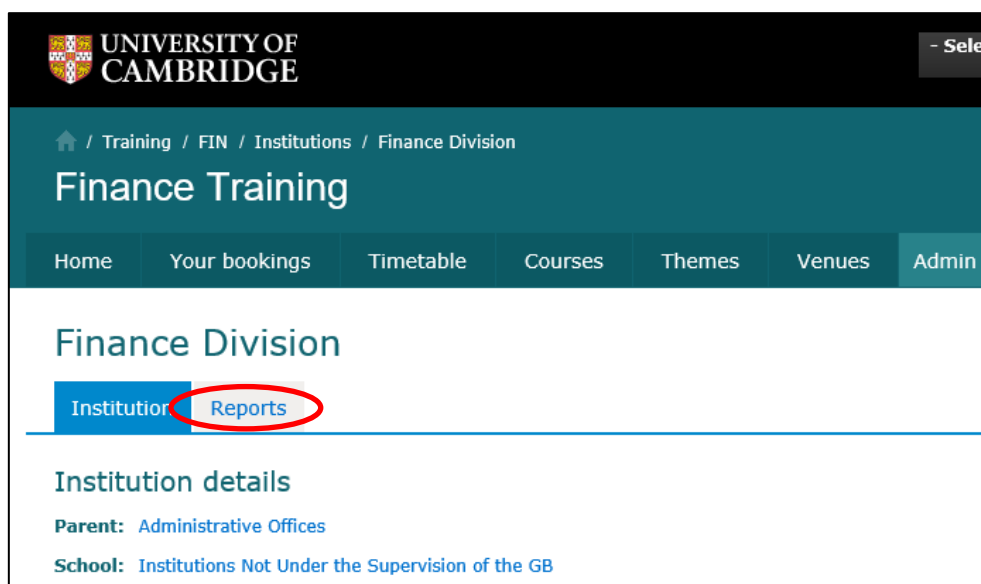 UNIVERSITY OF
CAMBRIDGE
/ Training / FIN / Institutions / Finance Division
Finance Training
Home Your bookings Timetable Courses Themes Venues Admin
Finance Division
Institution Reports
Institution details
Parent: Administrative Offices
School: Institutions Not Under the Supervision of the GB